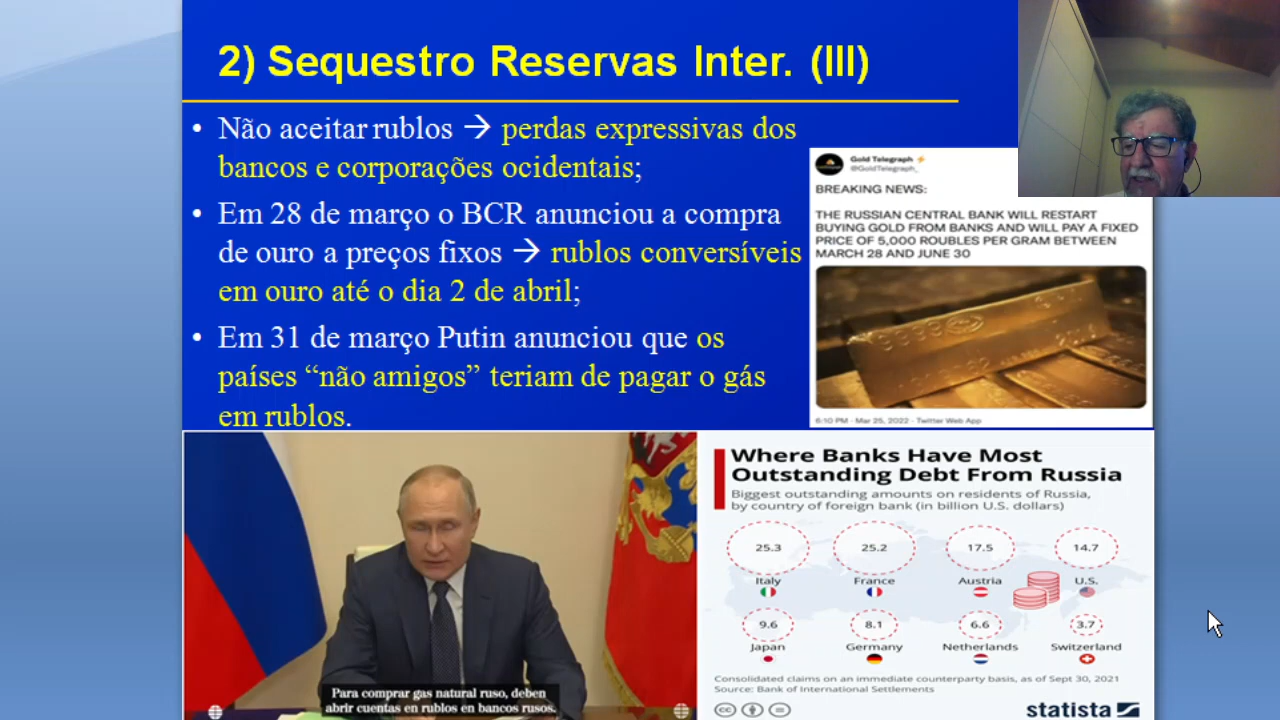 2) Sequestro Reservas Inter. (III)
• Não aceitar rublos → perdas expressivas dos
bancos e corporações ocidentais;
• Em 28 de março o BCR anunciou a compra
de ouro a preços fixos → rublos conversíveis
em ouro até o dia 2 de abril;
• Em 31 de março Putin anunciou que os
países “não amigos” teriam de pagar o gás
em rublos.
Gold Telegraph ⚡
@GoldTelegraph_
BREAKING NEWS:
THE RUSSIAN CENTRAL BANK WILL RESTART
BUYING GOLD FROM BANKS AND WILL PAY A FIXED
PRICE OF 5,000 ROUBLES PER GRAM BETWEEN
MARCH 28 AND JUNE 30
6:10 PM · Mar 25, 2022 · Twitter Web App
Para comprar gas natural ruso, deben
abrir cuentas en rublos en bancos rusos.
Where Banks Have Most
Outstanding Debt From Russia
Biggest outstanding amounts on residents of Russia,
by country of foreign bank (in billion U.S. dollars)
25.3 25.2 17.5 14.7
Italy France Austria U.S.
9.6 8.1 6.6 3.7
Japan Germany Netherlands Switzerland
Consolidated claims on an immediate counterparty basis, as of Sept 30, 2021
Source: Bank of International Settlements
statista